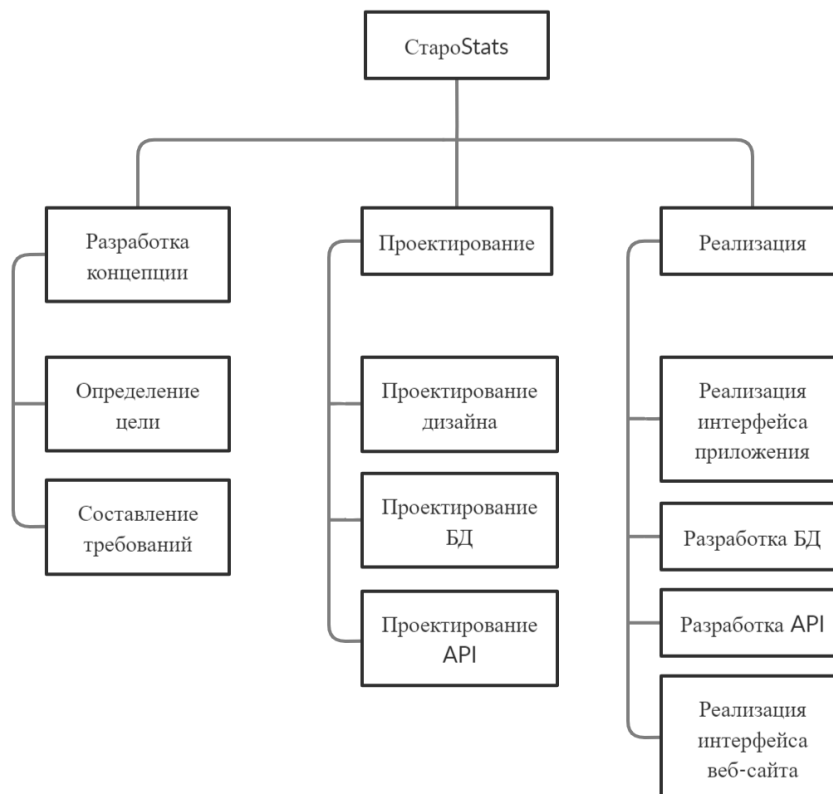 СтароStats
Разработка
концепции
Определение
цели
Составление
требований
Проектирование
Проектирование
дизайна
Проектирование
БД
Проектирование
API
Реализация
Реализация
интерфейса
приложения
Разработка БД
Разработка API
Реализация
интерфейса
веб-сайта